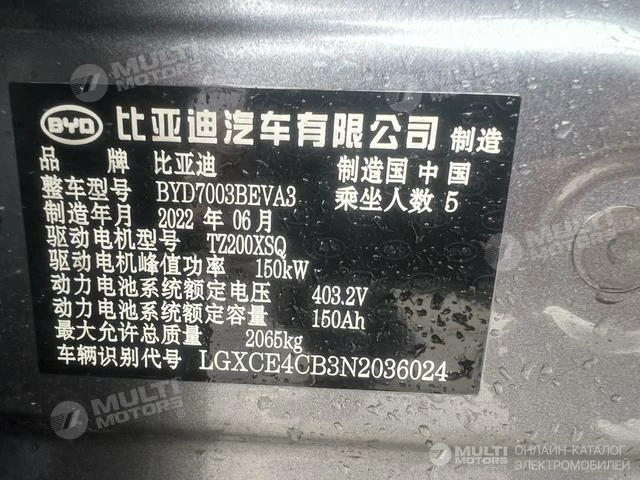 BYD 比亚迪汽车有限公司 制造
品牌 比亚迪 制造国 中国
整车型号 BYD7003BEVA3 乘坐人数 5
制造年月 2022 年 06 月
驱动电机型号 TZ200XSQ
驱动电机峰值功率 150kW
动力电池系统额定电压 403.2V
动力电池系统额定容量 150Ah
最大允许总质量 2065kg
车辆识别代号 LGXCE4CB3N2036024
MULTI MOTORS
MULTI MOTORS
MULTI MOTORS
MULTI MOTORS
MULTI MOTORS ОНЛАЙН-КАТАЛОГ ЭЛЕКТРОМОБИЛЕЙ